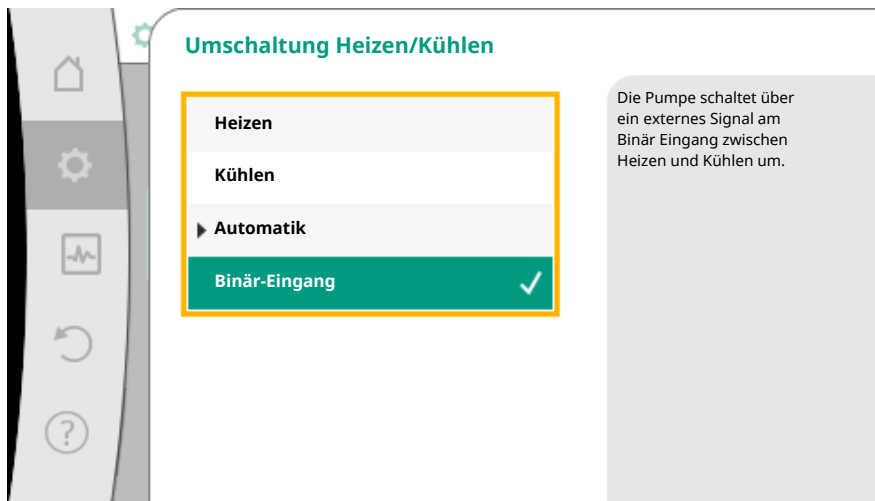 Umschaltung Heizen/Kühlen
Heizen
Kühlen
Automatik
Binär-Eingang
Die Pumpe schaltet über
ein externes Signal am
Binär Eingang zwischen
Heizen und Kühlen um.
?